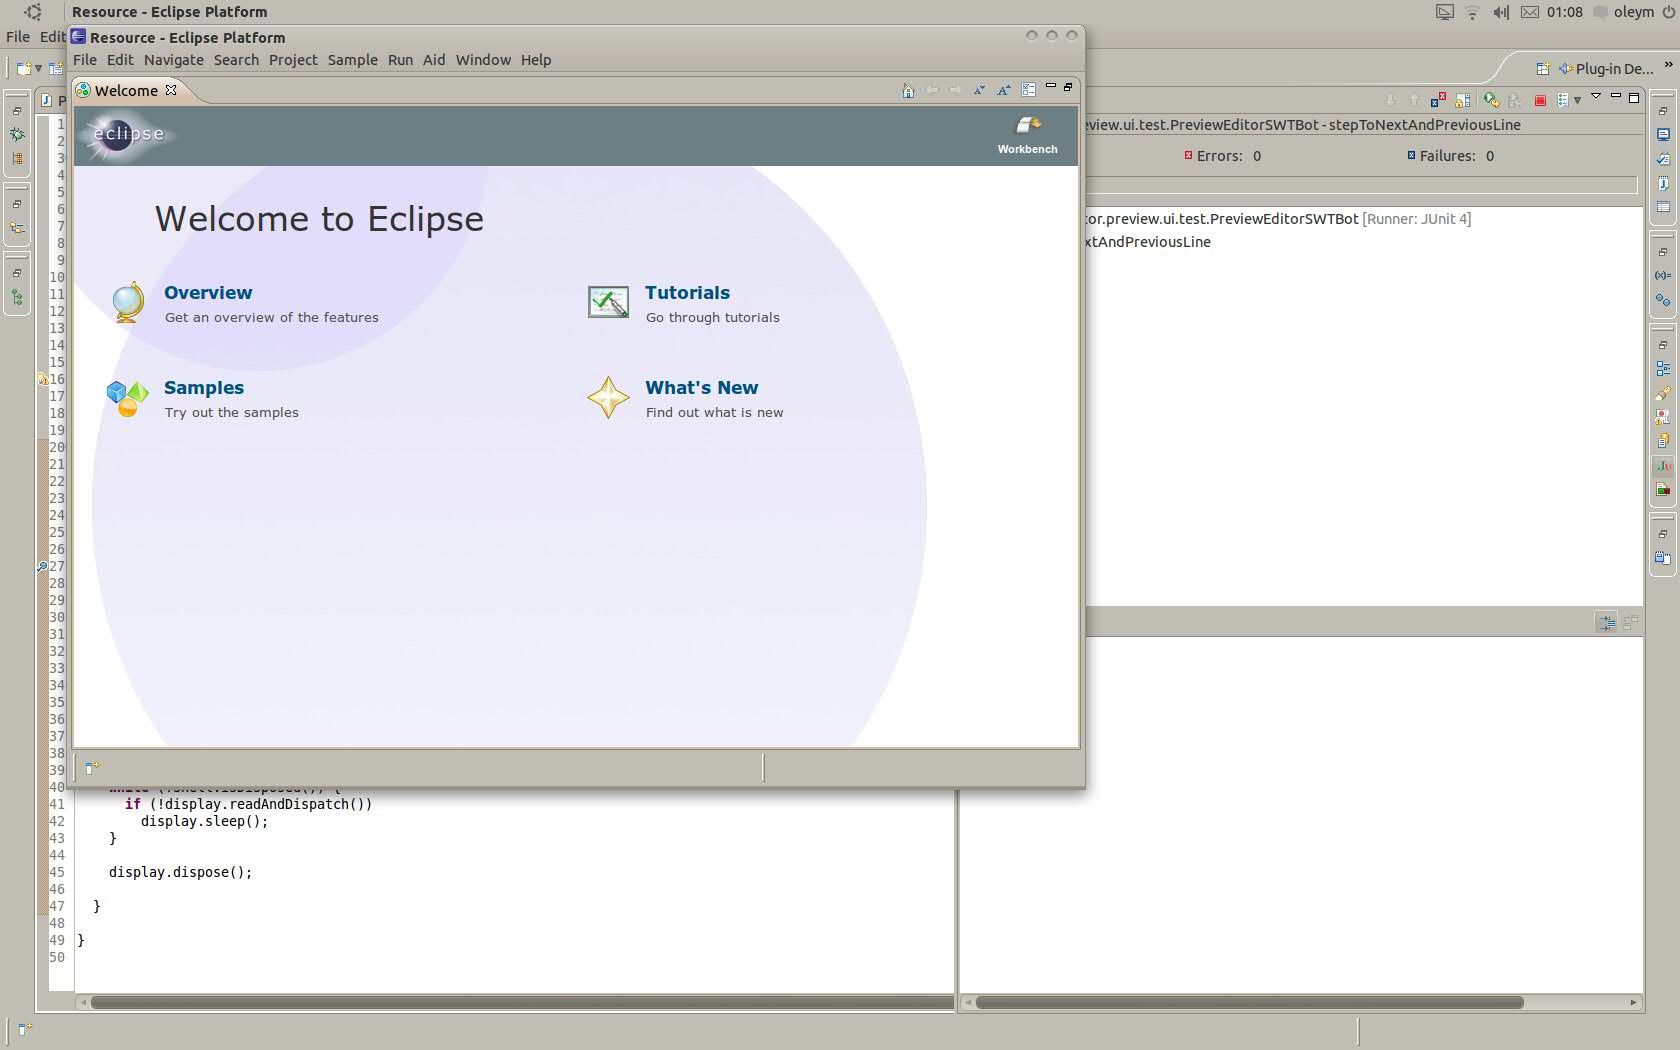 Resource - Eclipse Platform
01:08 oleym
File Edit
Resource - Eclipse Platform
File Edit Navigate Search Project Sample Run Aid Window Help
Plug-in De... »
Welcome
eclipse
Workbench
view.ui.test.PreviewEditorSWTBot - stepToNextAndPreviousLine
Errors: 0
Failures: 0
Welcome to Eclipse
tor.preview.ui.test.PreviewEditorSWTBot [Runner: JUnit 4]
xtAndPreviousLine
Overview
Get an overview of the features
Tutorials
Go through tutorials
Samples
Try out the samples
What's New
Find out what is new
1
2
3
4
5
6
7
8
9
10
11
12
13
14
15
16
17
18
19
20
21
22
23
24
25
26
27
28
29
30
31
32
33
34
35
36
37
38
39
40 while (!shell.isDisposed()) {
41 if (!display.readAndDispatch())
42 display.sleep();
43 }
44
45 display.dispose();
46
47 }
48
49 }
50